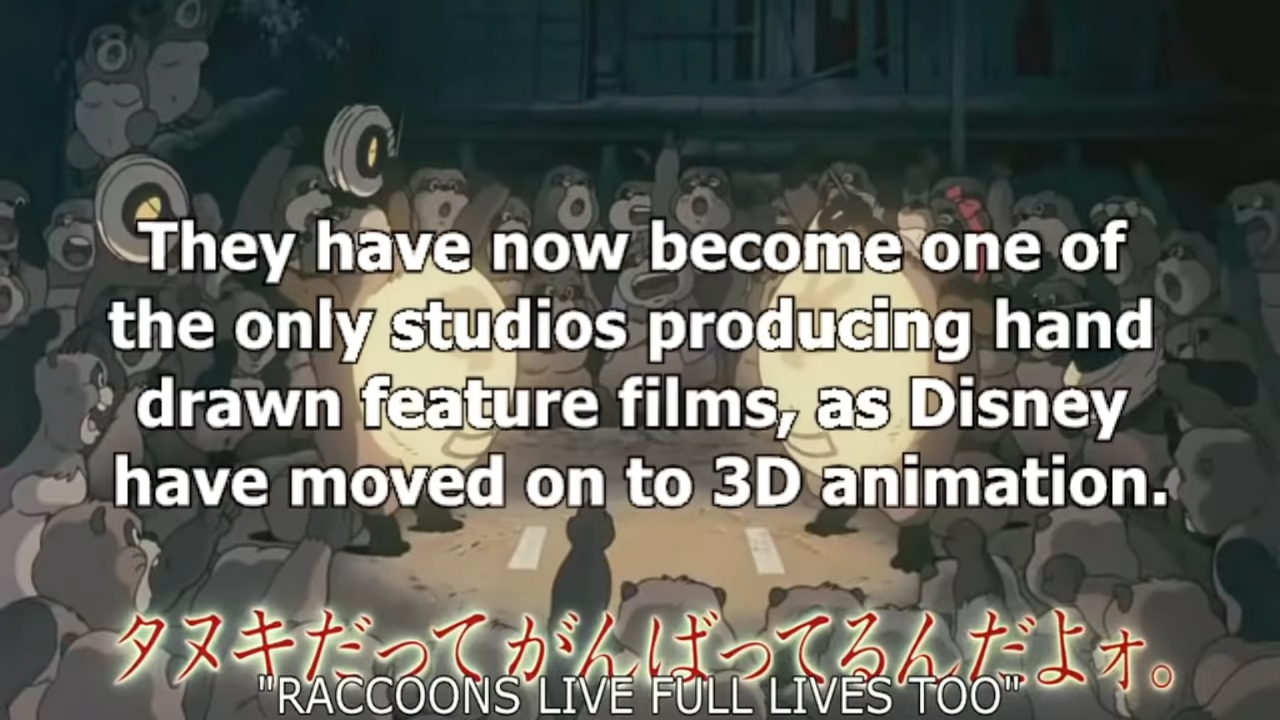 They have now become one of
the only studios producing hand
drawn feature films, as Disney
have moved on to 3D animation.
タヌキだってがんばってるんだよォ。
"RACCOONS LIVE FULL LIVES TOO"